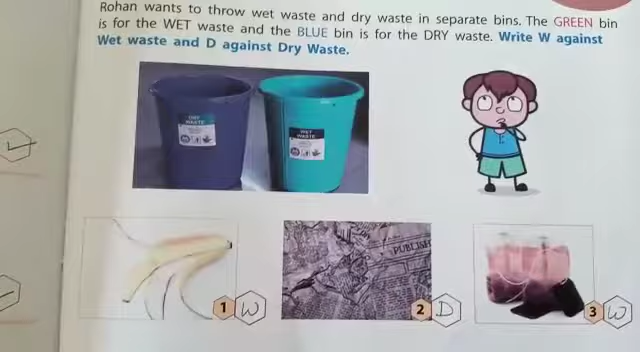 Rohan wants to throw wet waste and dry waste in separate bins. The GREEN bin
is for the WET waste and the BLUE bin is for the DRY waste. Write W against
Wet waste and D against Dry Waste.
DRY
WASTE
WET
WASTE
PUBLISH
1 W
2 D
3 W